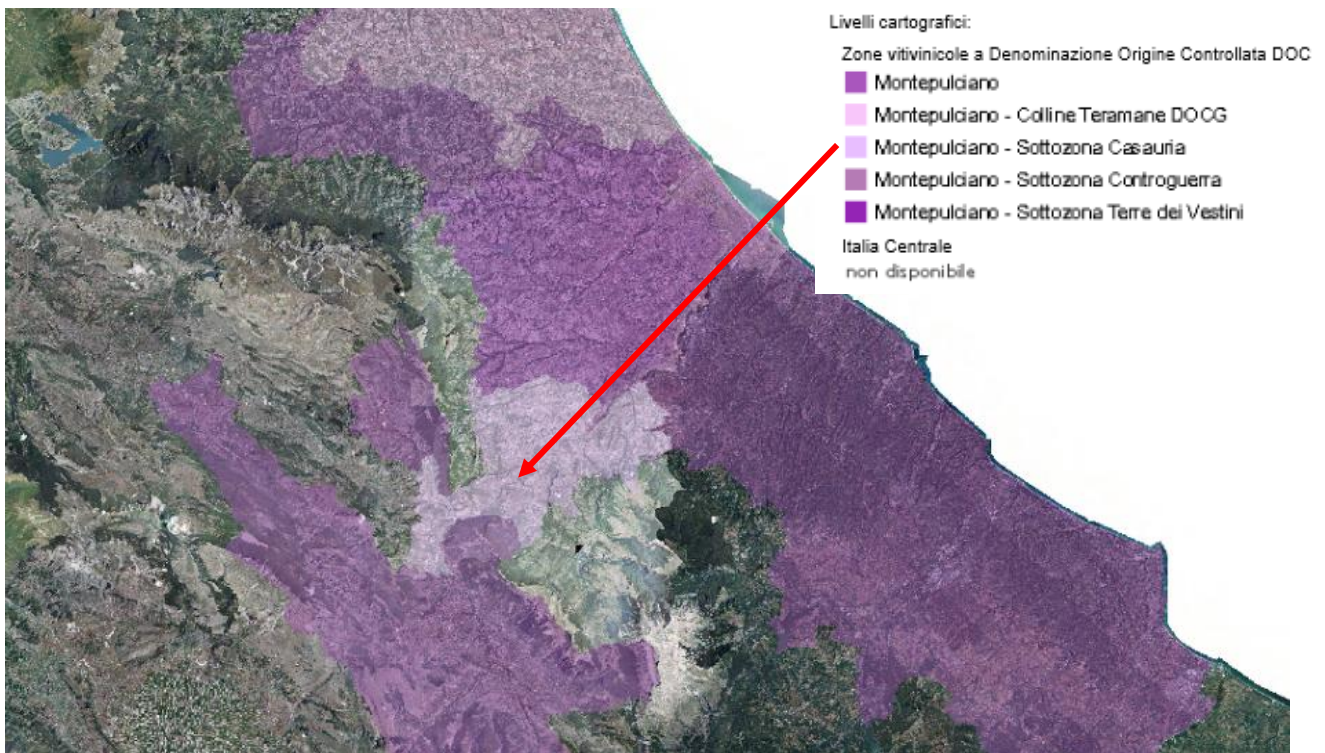 Livelli cartografici:
Zone vitivinicole a Denominazione Origine Controllata DOC
Montepulciano
Montepulciano - Colline Teramane DOCG
Montepulciano - Sottozona Casauria
Montepulciano - Sottozona Controguerra
Montepulciano - Sottozona Terre dei Vestini
Italia Centrale
non disponibile